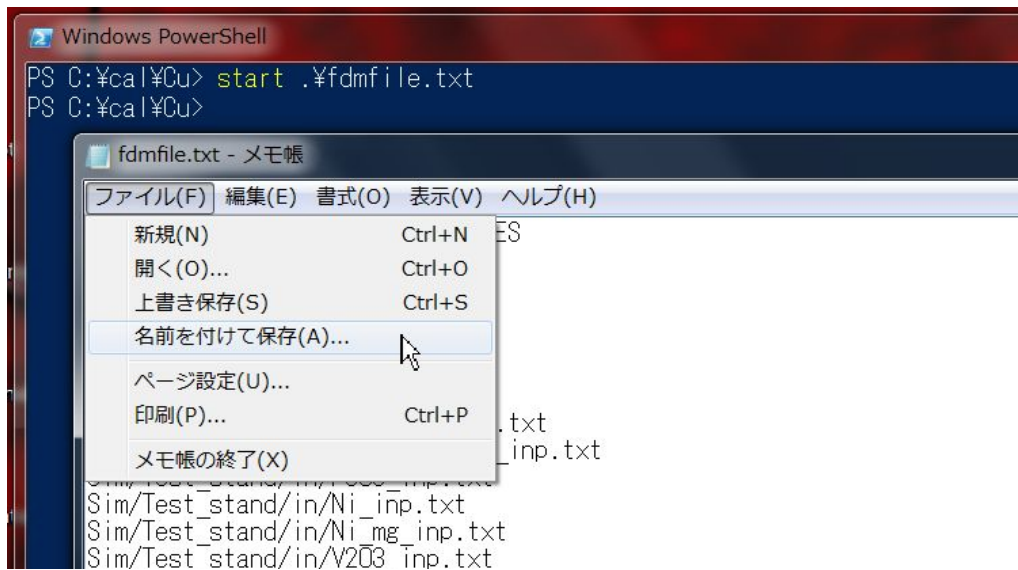 Windows PowerShell
PS C:¥cal¥Cu> start .¥fdmfile.txt
PS C:¥cal¥Cu>
fdmfile.txt - メモ帳
ファイル(F) 編集(E) 書式(O) 表示(V) ヘルプ(H)
新規(N) Ctrl+N
開く(O)... Ctrl+O
上書き保存(S) Ctrl+S
名前を付けて保存(A)...
ページ設定(U)...
印刷(P)... Ctrl+P
.txt
_inp.txt
メモ帳の終了(X)
Sim/Test_stand/in/Ni_inp.txt
Sim/Test_stand/in/Ni_mg_inp.txt
Sim/Test_stand/in/V2O3_inp.txt